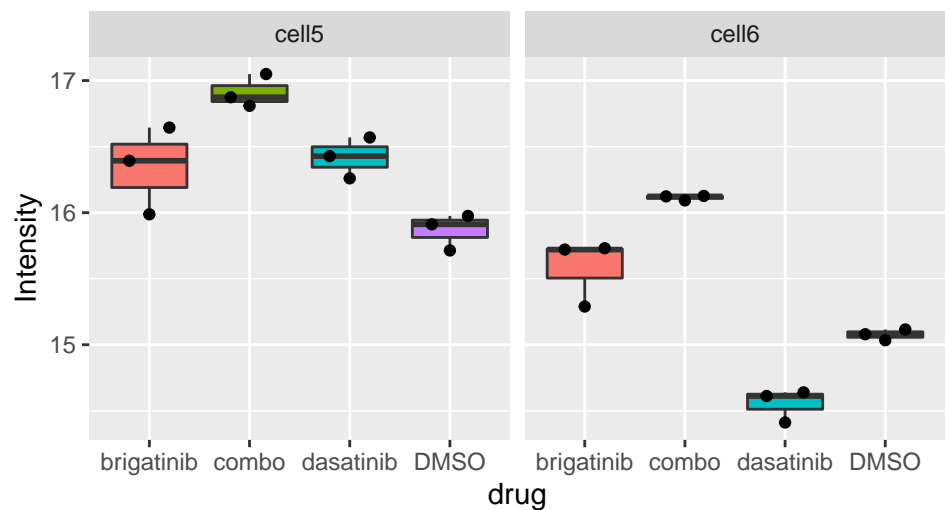 cell5 cell6
17
16
15
Intensity
brigatinib combo dasatinib DMSO brigatinib combo dasatinib DMSO
drug